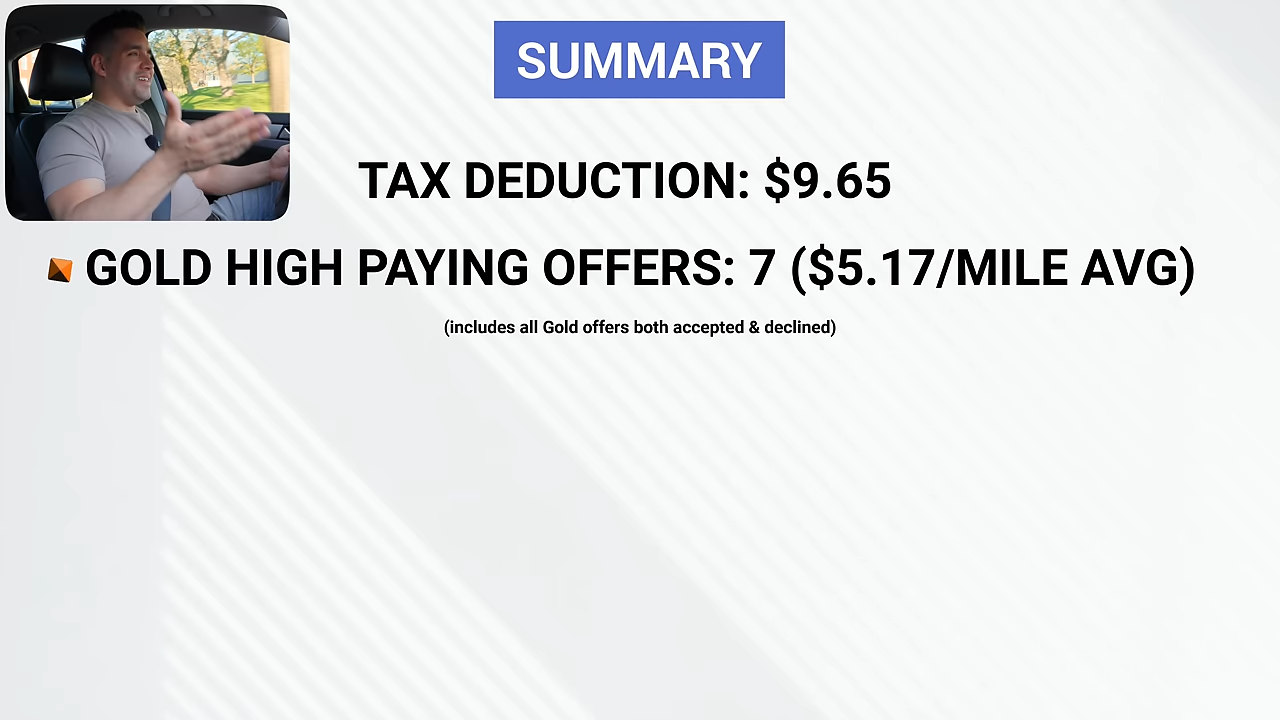 SUMMARY
TAX DEDUCTION: $9.65
GOLD HIGH PAYING OFFERS: 7 ($5.17/MILE AVG)
(includes all Gold offers both accepted & declined)